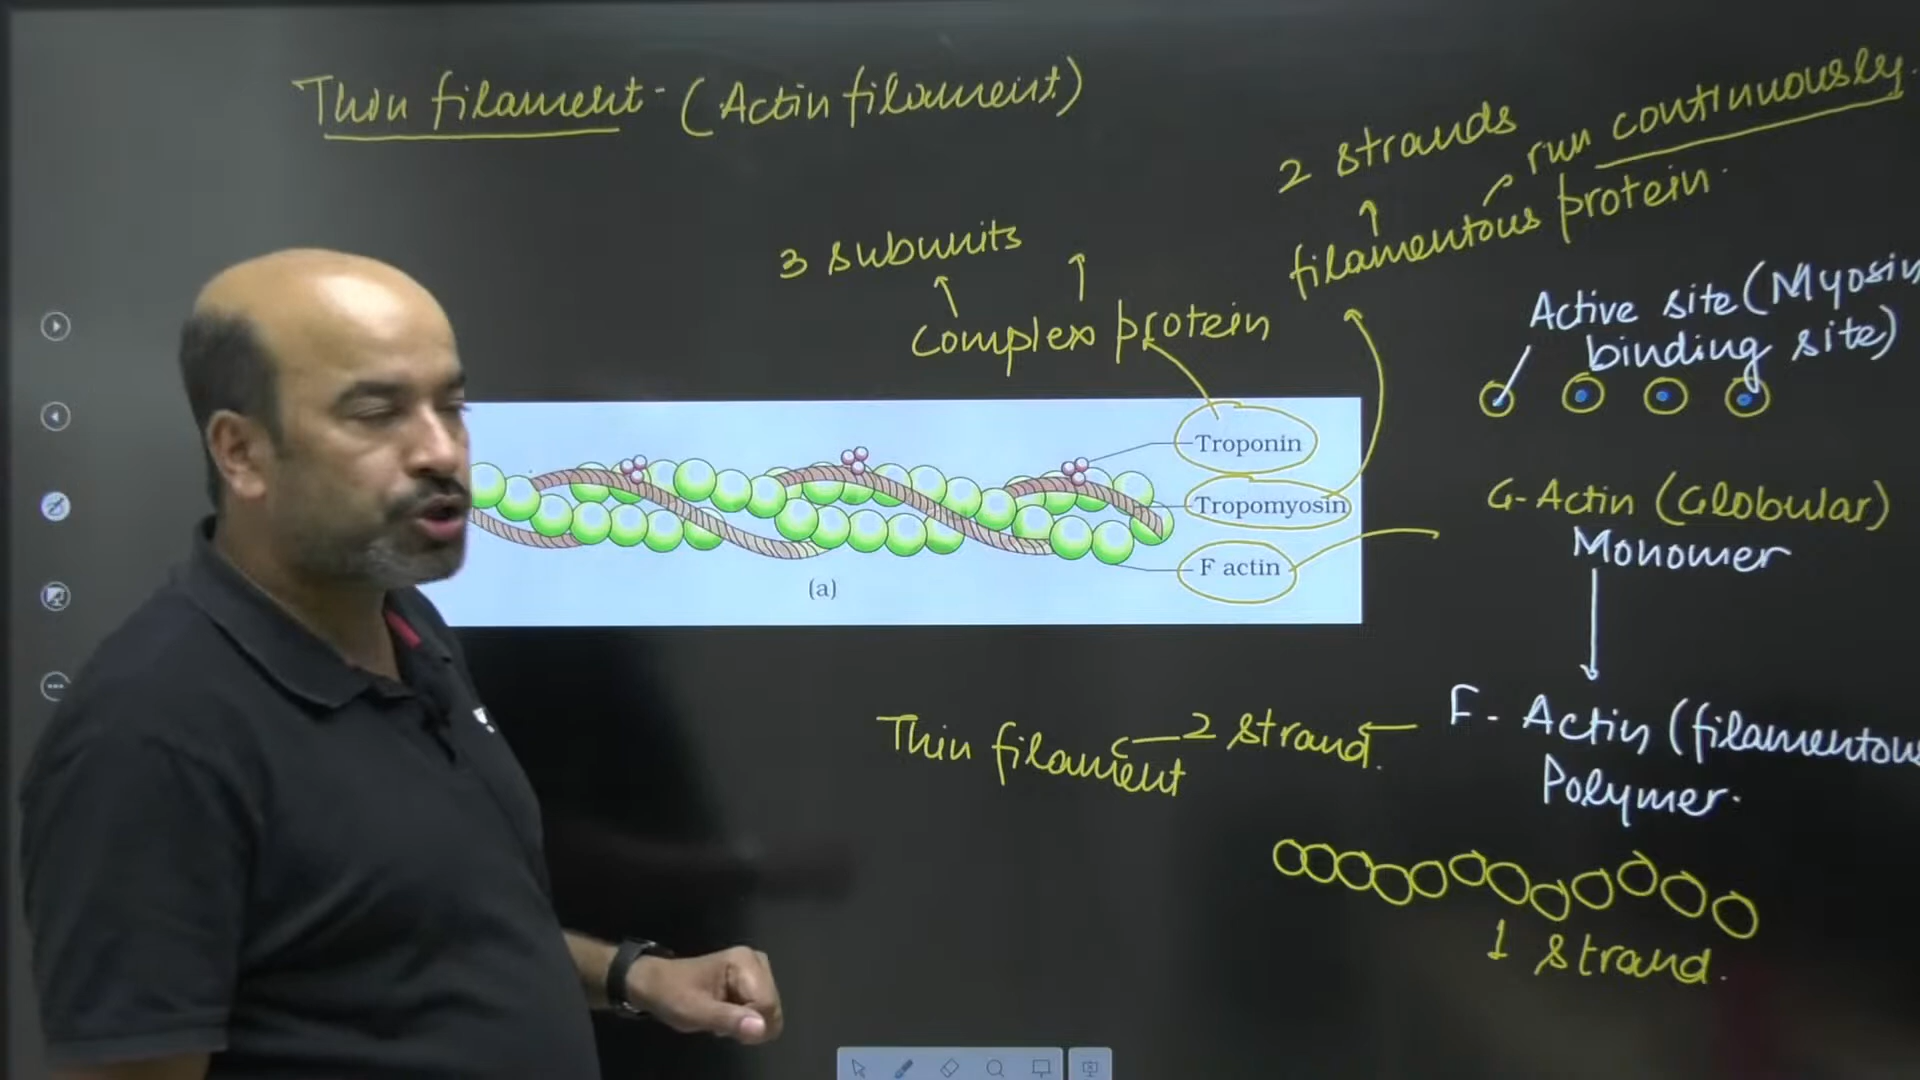 Thin filament - (Actin filament)
2 strands
run continuously.
filamentous protein.
3 subunits
complex protein
Active site (Myosin
binding site)
Troponin
Tropomyosin
F actin
(a)
G-Actin (Globular)
Monomer
F - Actin (filamentous
Polymer.
2 strand.
Thin filament
1 strand.